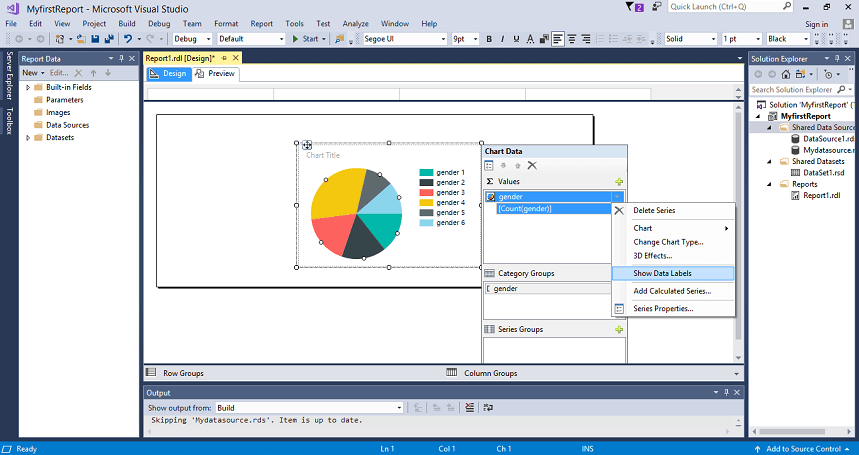 MyfirstReport - Microsoft Visual Studio
2
Quick Launch (Ctrl+Q)
File Edit View Project Build Debug Team Format Report Tools Test Analyze Window Help
Sign in
Debug Default Start Segoe UI 9pt B I U A Solid 1 pt Black
Server Explorer
Toolbox
Report Data
New Edit...
Built-in Fields
Parameters
Images
Data Sources
Datasets
Report1.rdl [Design]*
Design Preview
Chart Title
gender 1
gender 2
gender 3
gender 4
gender 5
gender 6
Chart Data
Σ Values
gender
[Count(gender)]
Category Groups
gender
Series Groups
Delete Series
Chart
Change Chart Type...
3D Effects...
Show Data Labels
Add Calculated Series...
Series Properties...
Row Groups Column Groups
Output
Show output from: Build
Skipping 'Mydatasource.rds'. Item is up to date.
Solution Explorer
Search Solution Explorer
Solution 'MyfirstReport' (
MyfirstReport
Shared Data Source
DataSource1.rd
Mydatasource.r
Shared Datasets
DataSet1.rsd
Reports
Report1.rdl
Ready Ln 1 Col 1 Ch 1 INS Add to Source Control